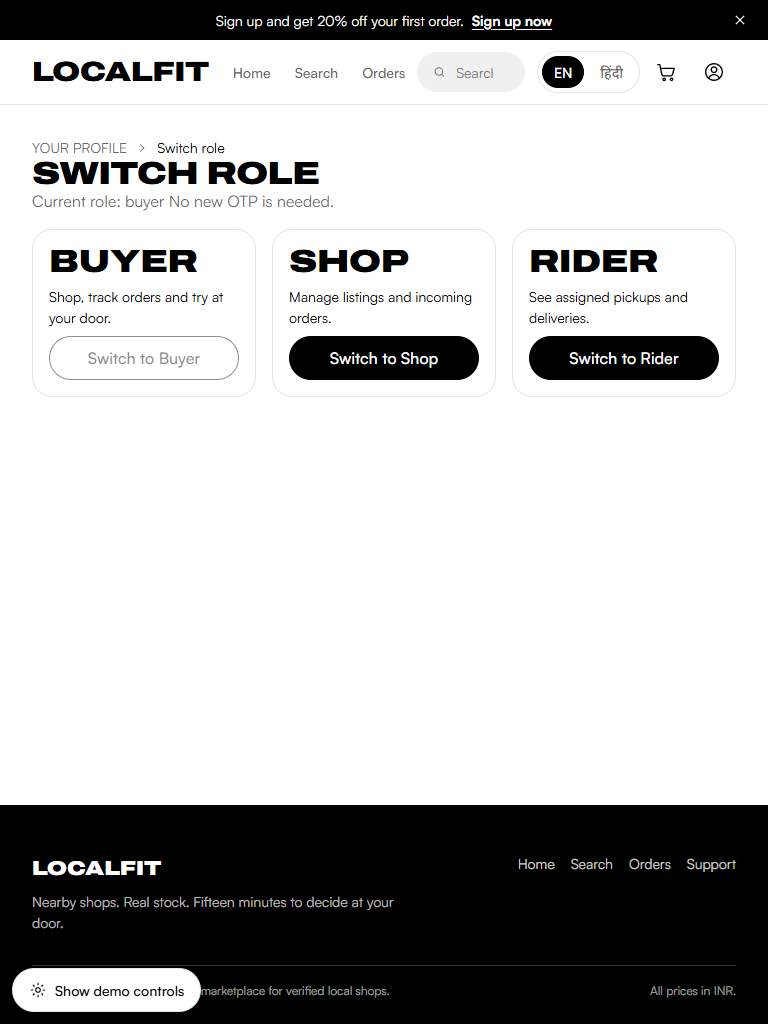 Sign up and get 20% off your first order. Sign up now
LOCALFIT
Home
Search
Orders
Searcl
EN
हिंदी
YOUR PROFILE > Switch role
SWITCH ROLE
Current role: buyer No new OTP is needed.
BUYER
Shop, track orders and try at
your door.
Switch to Buyer
SHOP
Manage listings and incoming
orders.
Switch to Shop
RIDER
See assigned pickups and
deliveries.
Switch to Rider
LOCALFIT
Nearby shops. Real stock. Fifteen minutes to decide at your
door.
Home
Search
Orders
Support
Show demo controls
marketplace for verified local shops.
All prices in INR.